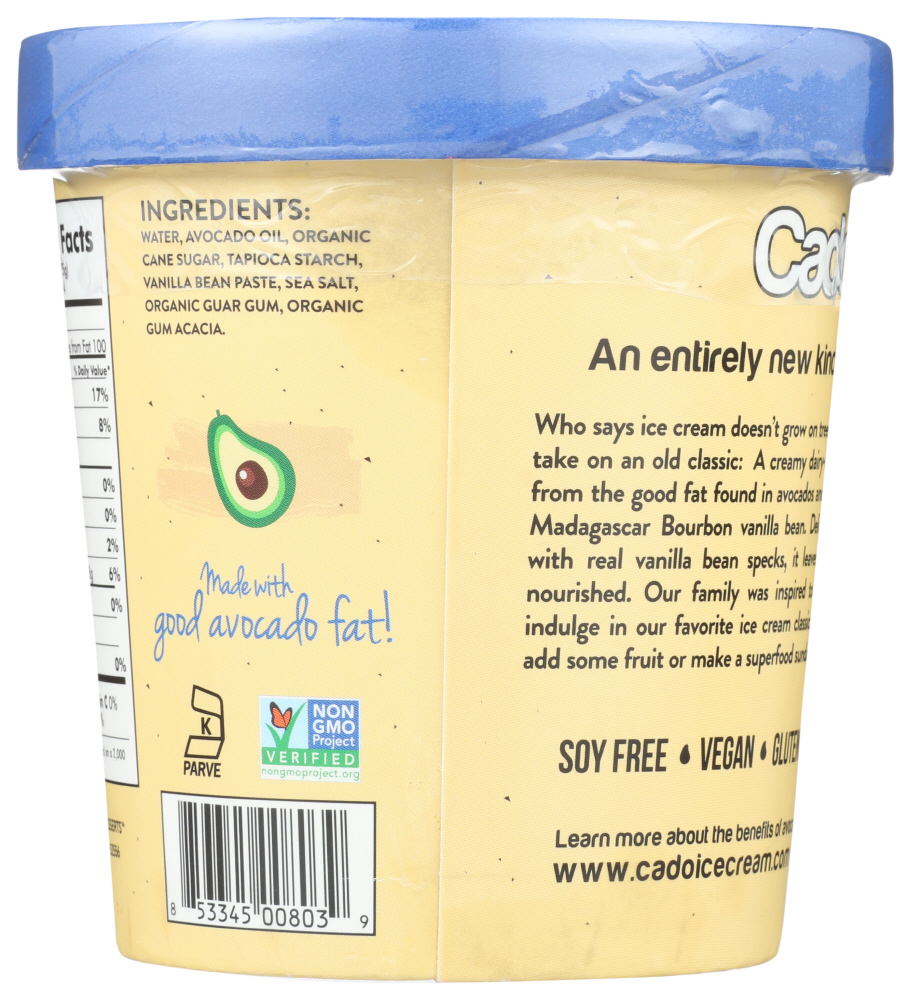 Facts
from Fat 100
% Daily Value*
17%
8%
0%
0%
2%
6%
0%
0%
C 0%
INGREDIENTS:
WATER, AVOCADO OIL, ORGANIC
CANE SUGAR, TAPIOCA STARCH,
VANILLA BEAN PASTE, SEA SALT,
ORGANIC GUAR GUM, ORGANIC
GUM ACACIA.
Made with
good avocado fat!
K
PARVE
NON
GMO
Project
VERIFIED
nongmoproject.org
8 53345 00803 9
Cado
An entirely new
Who says ice cream doesn't grow on
take on an old classic: A creamy dairy-
from the good fat found in avocados
Madagascar Bourbon vanilla bean.
with real vanilla bean specks, it
nourished. Our family was inspired
indulge in our favorite ice cream
add some fruit or make a superfood
SOY FREE • VEGAN •
Learn more about the benefits of
www.cadoicecream.com